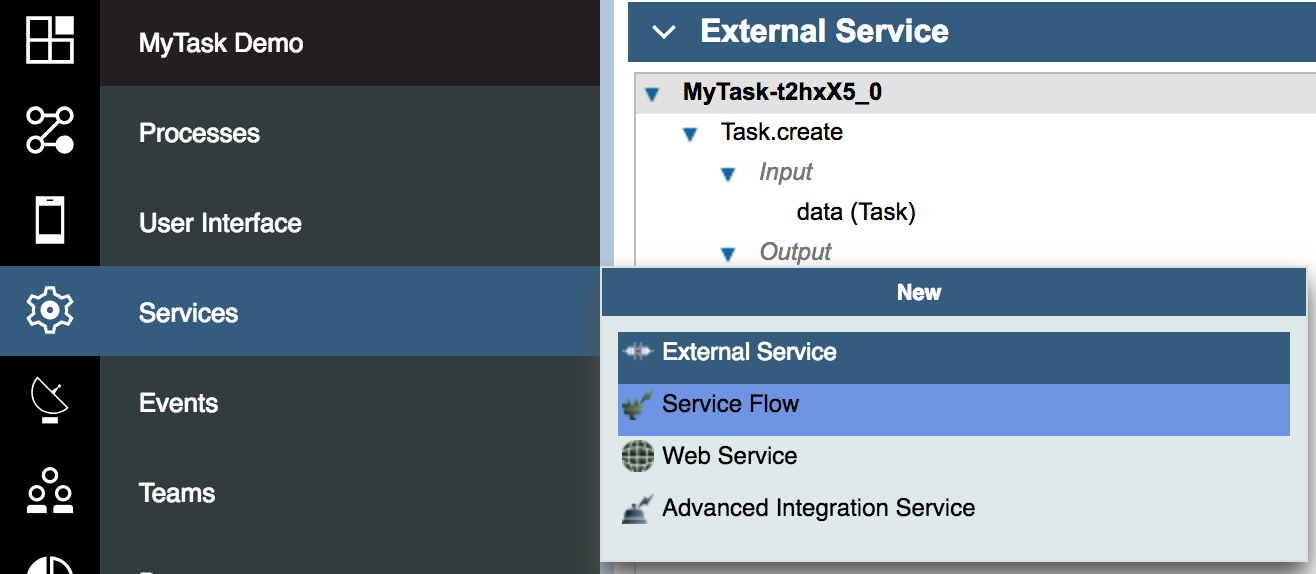 MyTask Demo
Processes
User Interface
Services
Events
Teams
External Service
MyTask-t2hxX5_0
Task.create
Input
data (Task)
Output
New
External Service
Service Flow
Web Service
Advanced Integration Service